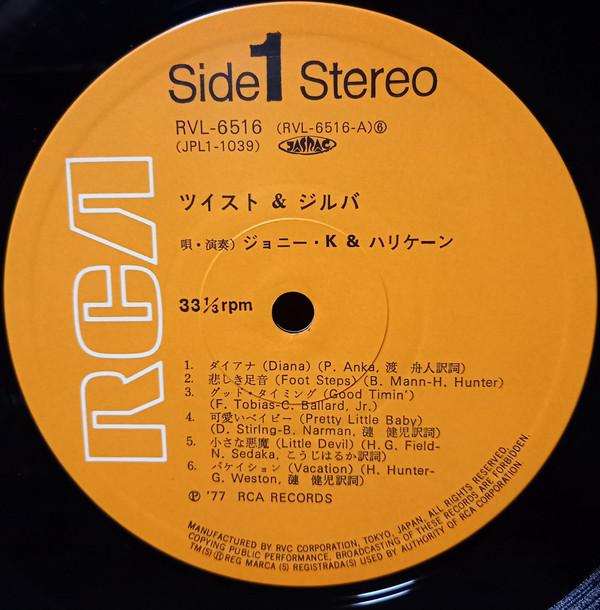 Side 1 Stereo
RVL-6516 (RVL-6516-A)⑥
(JPL1-1039) JASRAC
RCA
ツイスト & ジルバ
唄・演奏) ジョニー・K & ハリケーン
33 1/3 rpm
1. ダイアナ (Diana) (P. Anka, 渡 舟人訳詞)
2. 悲しき足音 (Foot Steps) (B. Mann-H. Hunter)
3. グッド・タイミング (Good Timin')
(F. Tobias-C. Ballard, Jr.)
4. 可愛いベイビー (Pretty Little Baby)
(D. Stirlng-B. Narman, 漣 健児訳詞)
5. 小さな悪魔 (Little Devil) (H. G. Field-
N. Sedaka, こうじはるか訳詞)
6. バケイション (Vacation) (H. Hunter-
G. Weston, 漣 健児訳詞)
℗ '77 RCA RECORDS
MANUFACTURED BY RVC CORPORATION, TOKYO, JAPAN. ALL RIGHTS RESERVED.
COPYING PUBLIC PERFORMANCE, BROADCASTING OF THESE RECORDS ARE FORBIDDEN.
TM(S) ® REG MARCA(S) REGISTRADA(S) USED BY AUTHORITY OF RCA CORPORATION.